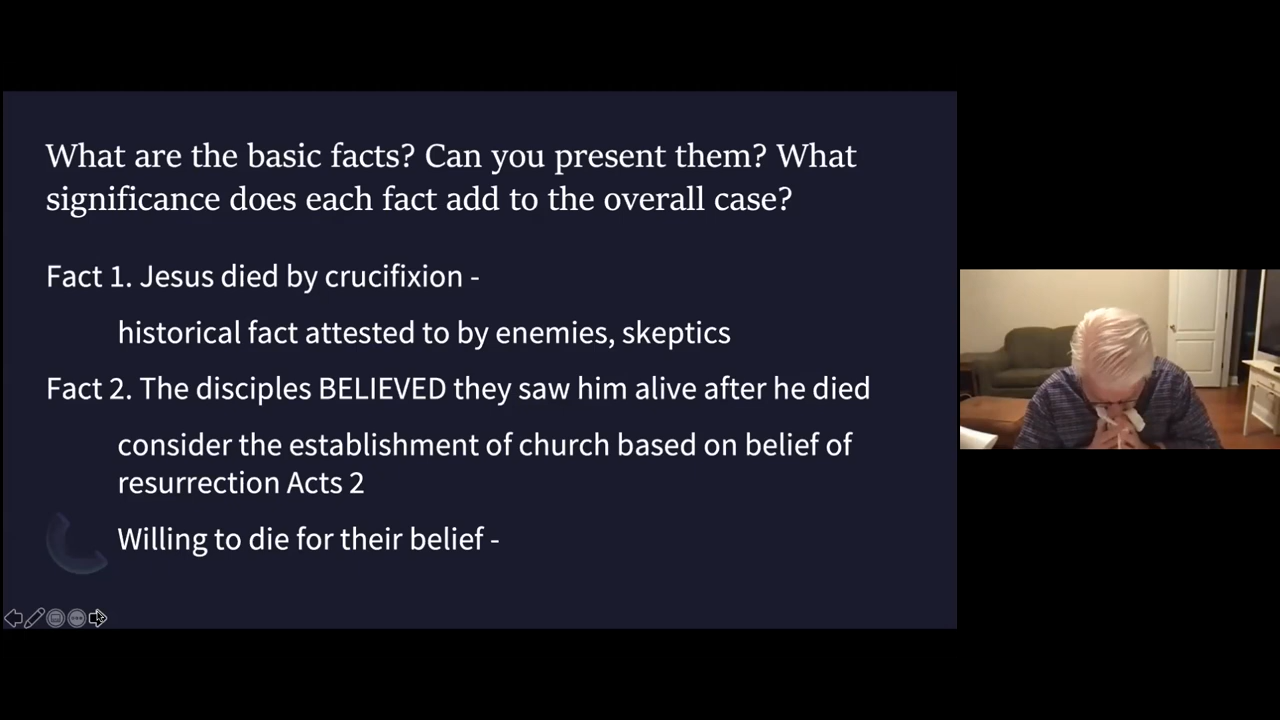 What are the basic facts? Can you present them? What
significance does each fact add to the overall case?
Fact 1. Jesus died by crucifixion -
historical fact attested to by enemies, skeptics
Fact 2. The disciples BELIEVED they saw him alive after he died
consider the establishment of church based on belief of
resurrection Acts 2
Willing to die for their belief -